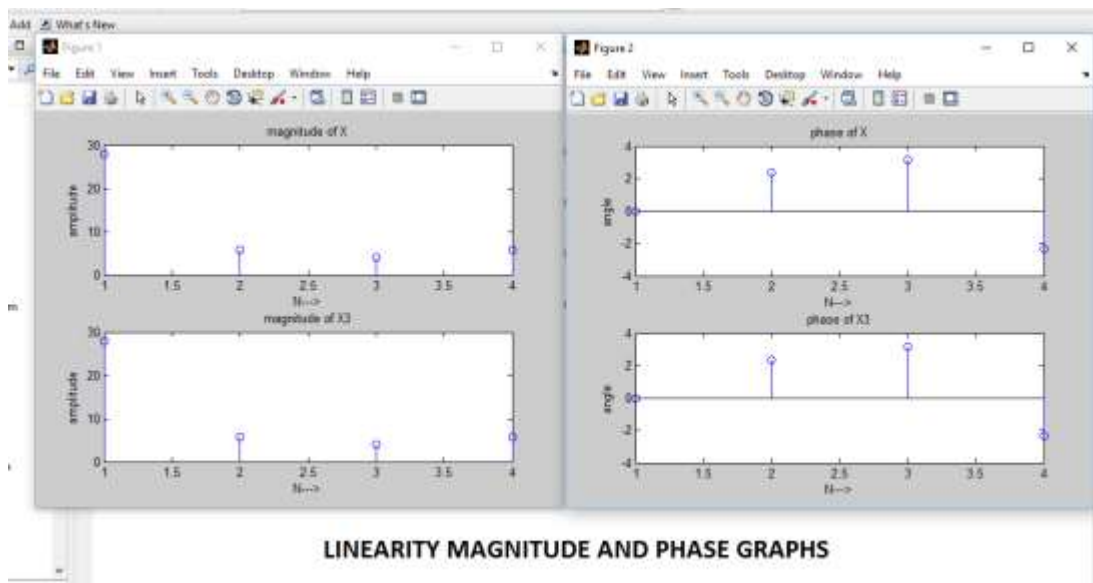 Add What's New
Figure 1
File Edit View Insert Tools Desktop Window Help
magnitude of X
30
20
10
0
amplitude
1 1.5 2 2.5 3 3.5 4
N--->
magnitude of X3
30
20
10
0
amplitude
1 1.5 2 2.5 3 3.5 4
N--->
Figure 2
File Edit View Insert Tools Desktop Window Help
phase of X
4
2
0
-2
-4
angle
1 1.5 2 2.5 3 3.5 4
N--->
phase of X3
4
2
0
-2
-4
angle
1 1.5 2 2.5 3 3.5 4
N--->
m
LINEARITY MAGNITUDE AND PHASE GRAPHS